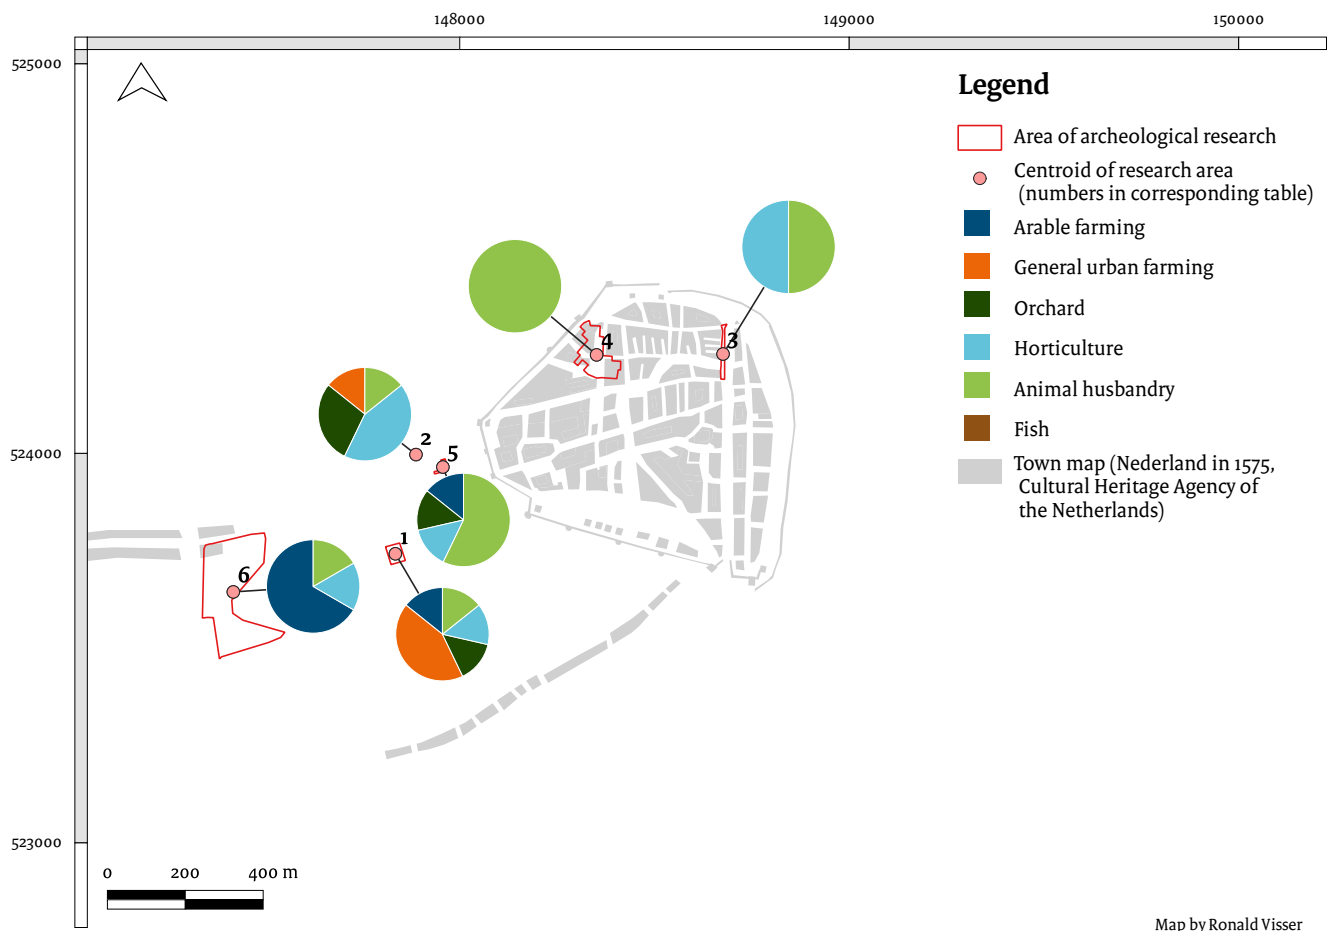 148000
149000
150000
525000
524000
523000
Legend
Area of archeological research
Centroid of research area
(numbers in corresponding table)
Arable farming
General urban farming
Orchard
Horticulture
Animal husbandry
Fish
Town map (Nederland in 1575,
Cultural Heritage Agency of
the Netherlands)
4
3
2
5
1
6
0 200 400 m
Map by Ronald Visser